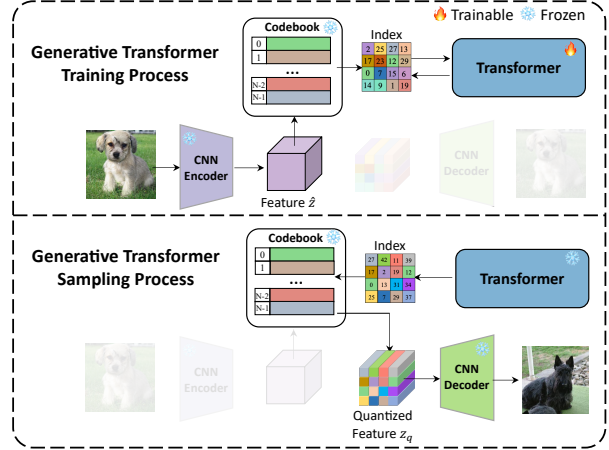 Trainable Frozen
Generative Transformer
Training Process
Codebook
0
1
...
N-2
N-1
Index
2 25 27 13
17 23 12 29
0 7 15 6
14 9 1 19
Transformer
CNN
Encoder
Feature ẑ
CNN
Decoder
Generative Transformer
Sampling Process
Codebook
0
1
...
N-2
N-1
Index
27 42 11 39
17 2 19 12
0 13 31 34
25 7 29 37
Transformer
CNN
Encoder
Quantized
Feature z_q
CNN
Decoder